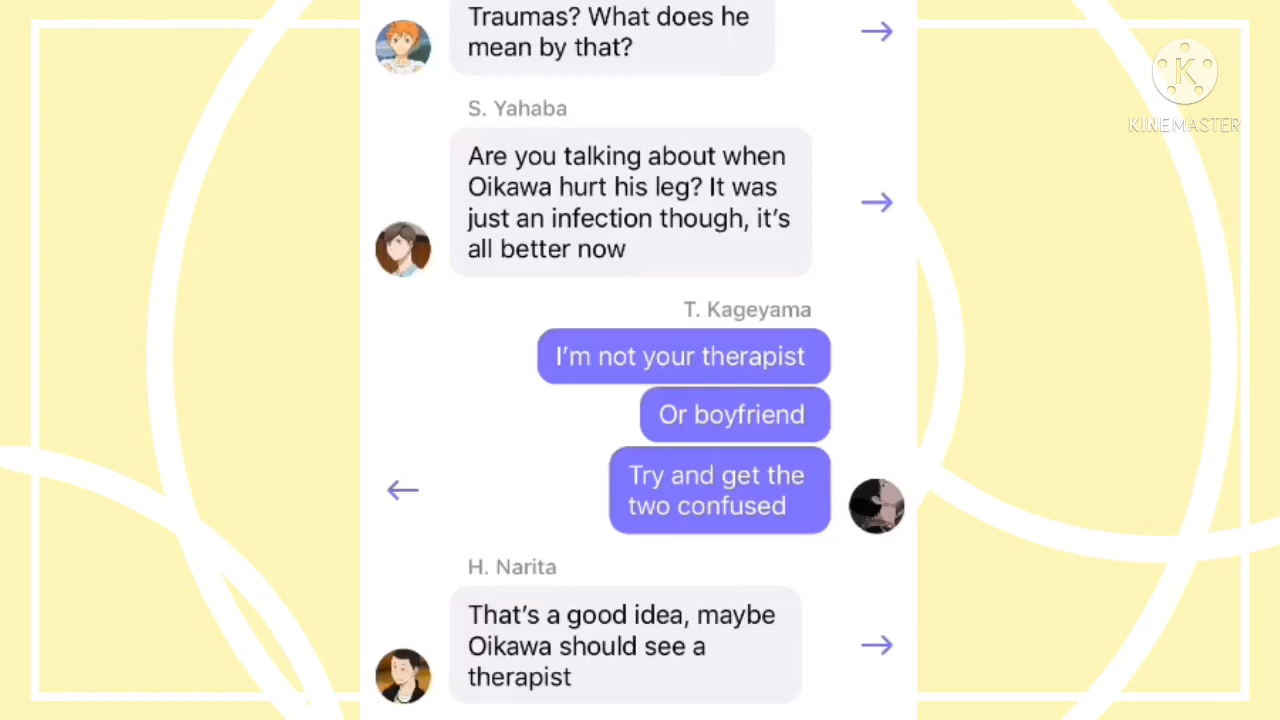 Traumas? What does he
mean by that?
S. Yahaba
Are you talking about when
Oikawa hurt his leg? It was
just an infection though, it's
all better now
T. Kageyama
I'm not your therapist
Or boyfriend
Try and get the
two confused
H. Narita
That's a good idea, maybe
Oikawa should see a
therapist
K
KINEMASTER